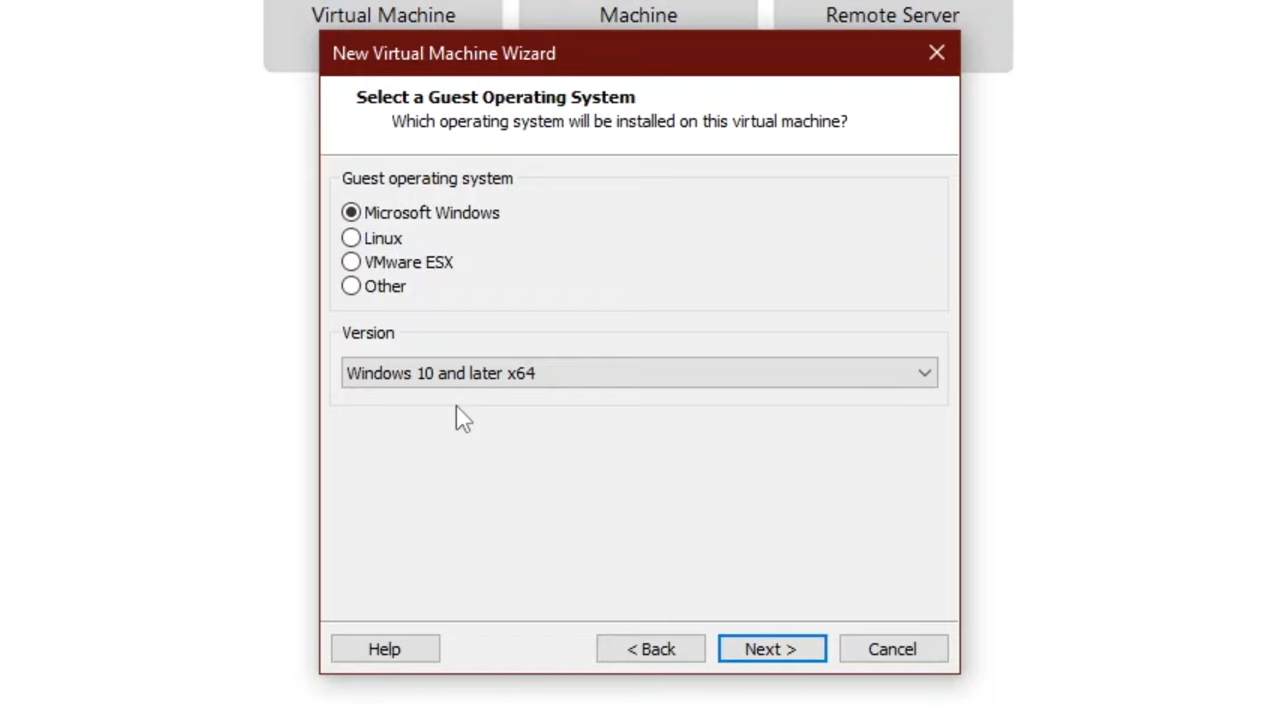 Virtual Machine Machine Remote Server
New Virtual Machine Wizard
Select a Guest Operating System
Which operating system will be installed on this virtual machine?
Guest operating system
Microsoft Windows
Linux
VMware ESX
Other
Version
Windows 10 and later x64
Help < Back Next > Cancel